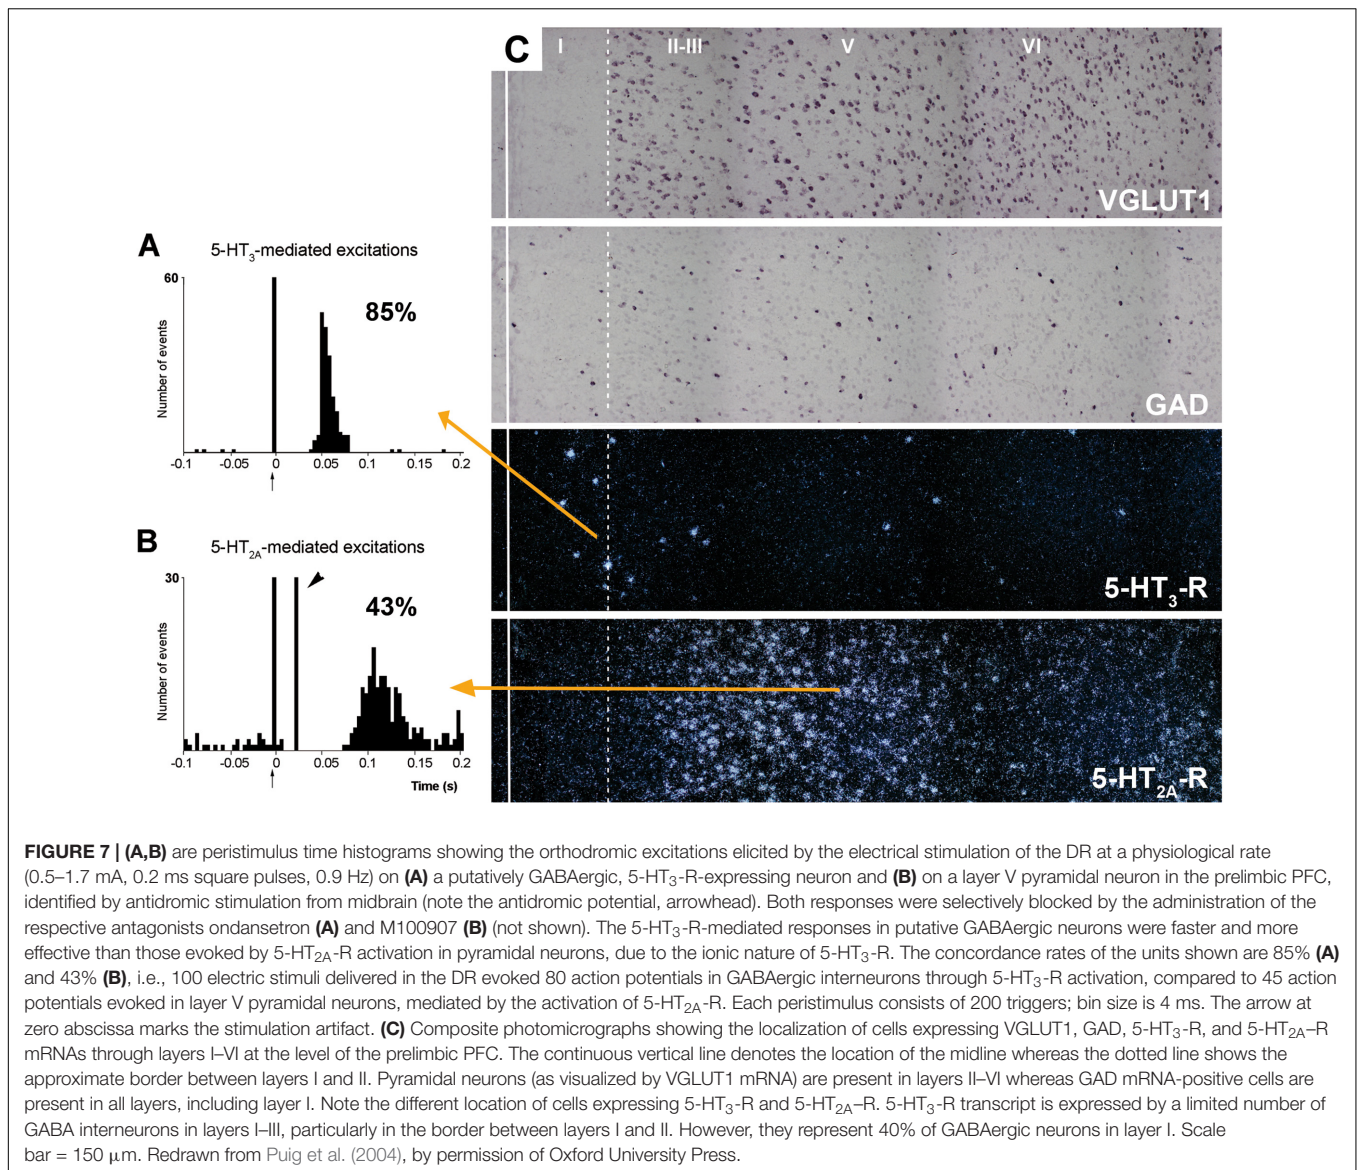 C
I
II-III
V
VI
VGLUT1
GAD
5-HT3-R
5-HT2A-R
A
5-HT3-mediated excitations
60
85%
Number of events
0
-0.1 -0.05 0 0.05 0.1 0.15 0.2
B
5-HT2A-mediated excitations
30
43%
Number of events
0
-0.1 -0.05 0 0.05 0.1 0.15 0.2
Time (s)
FIGURE 7 | (A,B) are peristimulus time histograms showing the orthodromic excitations elicited by the electrical stimulation of the DR at a physiological rate
(0.5–1.7 mA, 0.2 ms square pulses, 0.9 Hz) on (A) a putatively GABAergic, 5-HT3-R-expressing neuron and (B) on a layer V pyramidal neuron in the prelimbic PFC,
identified by antidromic stimulation from midbrain (note the antidromic potential, arrowhead). Both responses were selectively blocked by the administration of the
respective antagonists ondansetron (A) and M100907 (B) (not shown). The 5-HT3-R-mediated responses in putative GABAergic neurons were faster and more
effective than those evoked by 5-HT2A-R activation in pyramidal neurons, due to the ionic nature of 5-HT3-R. The concordance rates of the units shown are 85% (A)
and 43% (B), i.e., 100 electric stimuli delivered in the DR evoked 80 action potentials in GABAergic interneurons through 5-HT3-R activation, compared to 45 action
potentials evoked in layer V pyramidal neurons, mediated by the activation of 5-HT2A-R. Each peristimulus consists of 200 triggers; bin size is 4 ms. The arrow at
zero abscissa marks the stimulation artifact. (C) Composite photomicrographs showing the localization of cells expressing VGLUT1, GAD, 5-HT3-R, and 5-HT2A–R
mRNAs through layers I–VI at the level of the prelimbic PFC. The continuous vertical line denotes the location of the midline whereas the dotted line shows the
approximate border between layers I and II. Pyramidal neurons (as visualized by VGLUT1 mRNA) are present in layers II–VI whereas GAD mRNA-positive cells are
present in all layers, including layer I. Note the different location of cells expressing 5-HT3-R and 5-HT2A–R. 5-HT3-R transcript is expressed by a limited number of
GABA interneurons in layers I–III, particularly in the border between layers I and II. However, they represent 40% of GABAergic neurons in layer I. Scale
bar = 150 μm. Redrawn from Puig et al. (2004), by permission of Oxford University Press.